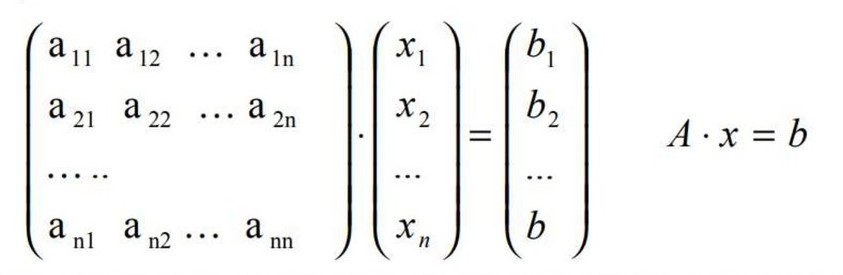 a₁₁ a₁₂ … a₁ₙ x₁ b₁
a₂₁ a₂₂ … a₂ₙ · x₂ = b₂ A · x = b
… .. … …
aₙ₁ aₙ₂ … aₙₙ xₙ b